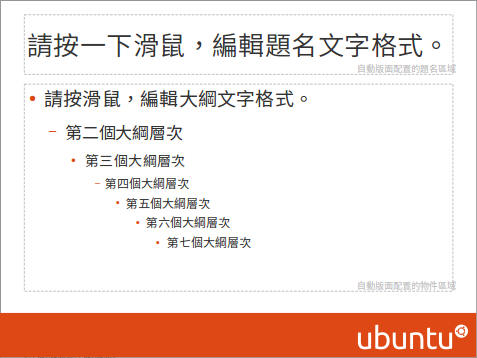 請按一下滑鼠，編輯題名文字格式。
自動版面配置的題名區域
請按滑鼠，編輯大綱文字格式。
第二個大綱層次
第三個大綱層次
第四個大綱層次
第五個大綱層次
第六個大綱層次
第七個大綱層次
自動版面配置的物件區域
ubuntu